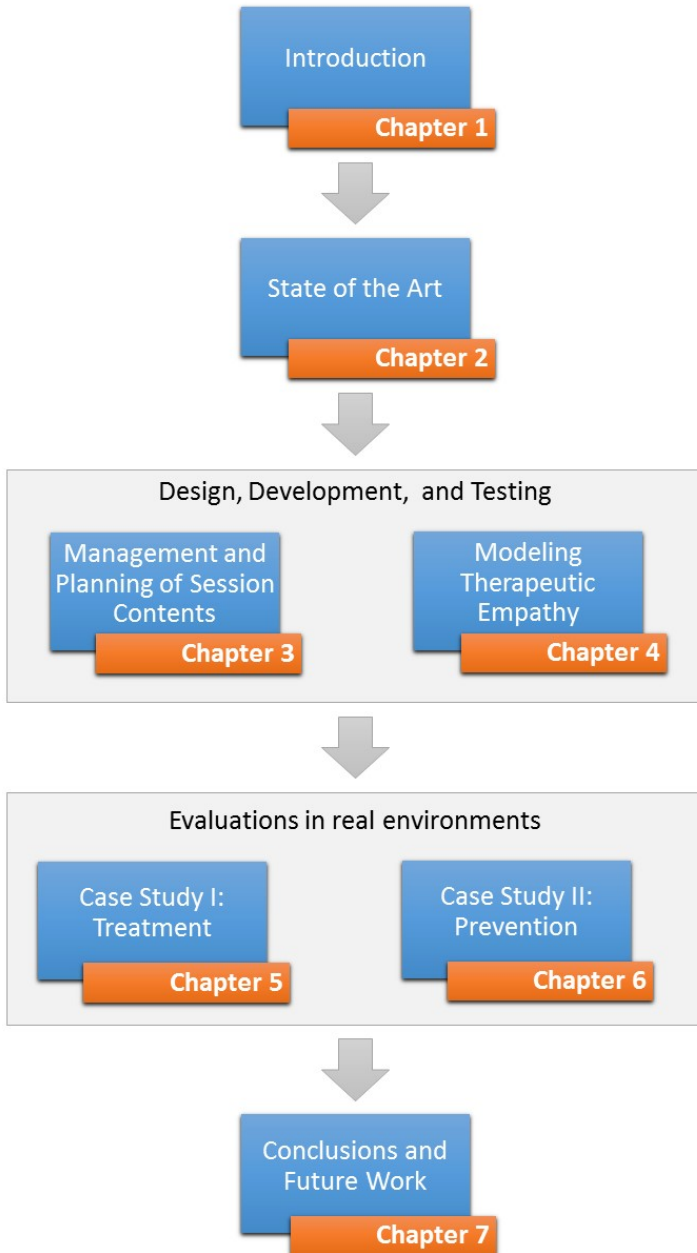 Introduction
Chapter 1
State of the Art
Chapter 2
Design, Development, and Testing
Management and
Planning of Session
Contents
Chapter 3
Modeling
Therapeutic
Empathy
Chapter 4
Evaluations in real environments
Case Study I:
Treatment
Chapter 5
Case Study II:
Prevention
Chapter 6
Conclusions and
Future Work
Chapter 7